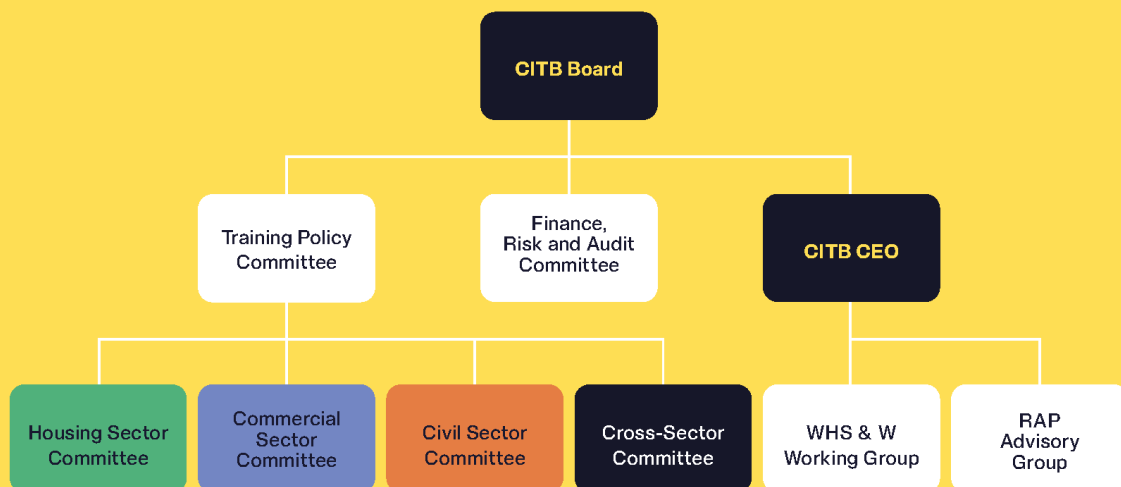 CITB Board
Training Policy
Committee
Finance,
Risk and Audit
Committee
CITB CEO
Housing Sector
Committee
Commercial
Sector
Committee
Civil Sector
Committee
Cross-Sector
Committee
WHS & W
Working Group
RAP
Advisory
Group